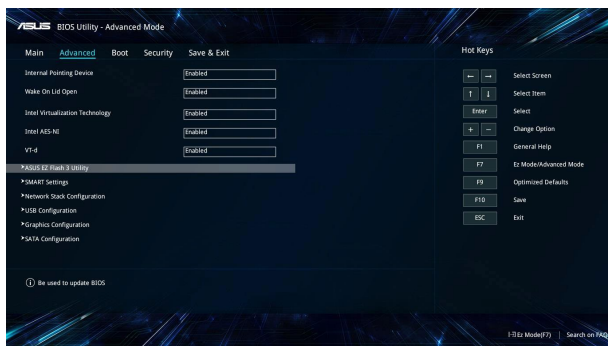 ASUS BIOS Utility - Advanced Mode
Main Advanced Boot Security Save & Exit
Internal Pointing Device Enabled
Wake On Lid Open Enabled
Intel Virtualization Technology Enabled
Intel AES-NI Enabled
VT-d Enabled
ASUS EZ Flash 3 Utility
SMART Settings
Network Stack Configuration
USB Configuration
Graphics Configuration
SATA Configuration
Be used to update BIOS
Hot Keys
← → Select Screen
↑ ↓ Select Item
Enter Select
+ − Change Option
F1 General Help
F7 Ez Mode/Advanced Mode
F9 Optimized Defaults
F10 Save
ESC Exit
Ez Mode(F7) | Search on FAQ